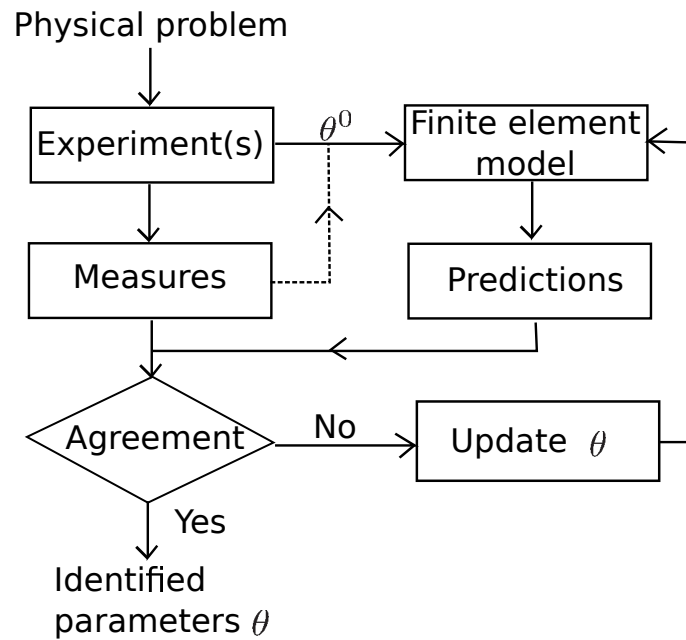 Physical problem
Experiment(s)
θ⁰
Finite element
model
Measures
Predictions
Agreement
No
Update θ
Yes
Identified
parameters θ